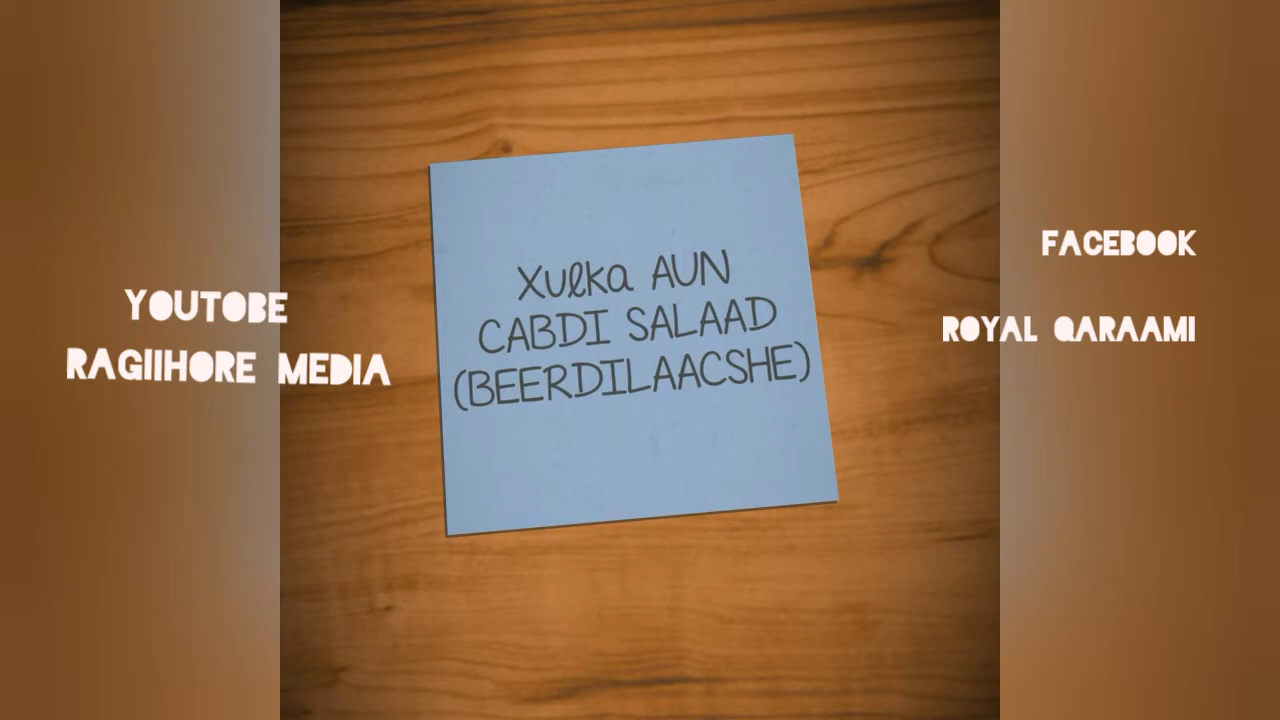 YOUTOBE
RAGIIHORE MEDIA
Xulka AUN
CABDI SALAAD
(BEERDILAACSHE)
FACEBOOK
ROYAL QARAAMI